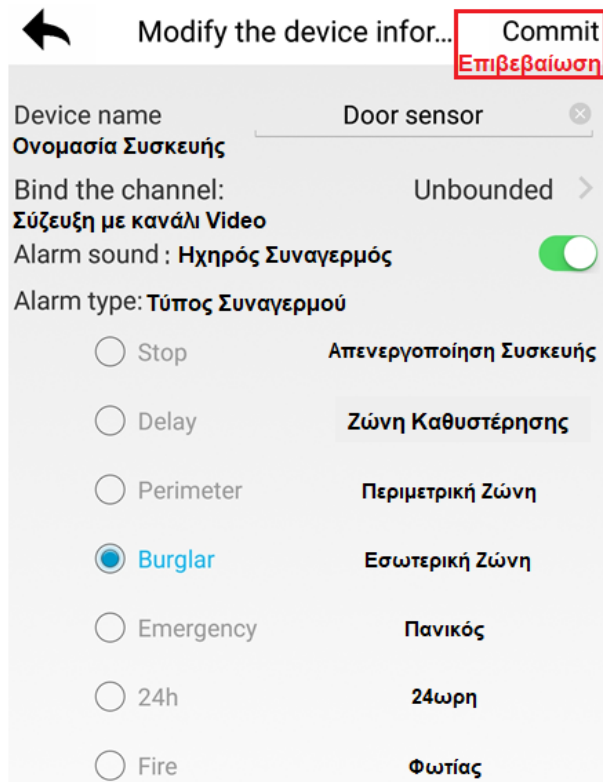 Modify the device infor... Commit
Επιβεβαίωση
Device name Door sensor
Ονομασία Συσκευής
Bind the channel: Unbounded
Σύζευξη με κανάλι Video
Alarm sound : Ηχηρός Συναγερμός
Alarm type: Τύπος Συναγερμού
Stop Απενεργοποίηση Συσκευής
Delay Ζώνη Καθυστέρησης
Perimeter Περιμετρική Ζώνη
Burglar Εσωτερική Ζώνη
Emergency Πανικός
24h 24ωρη
Fire Φωτίας